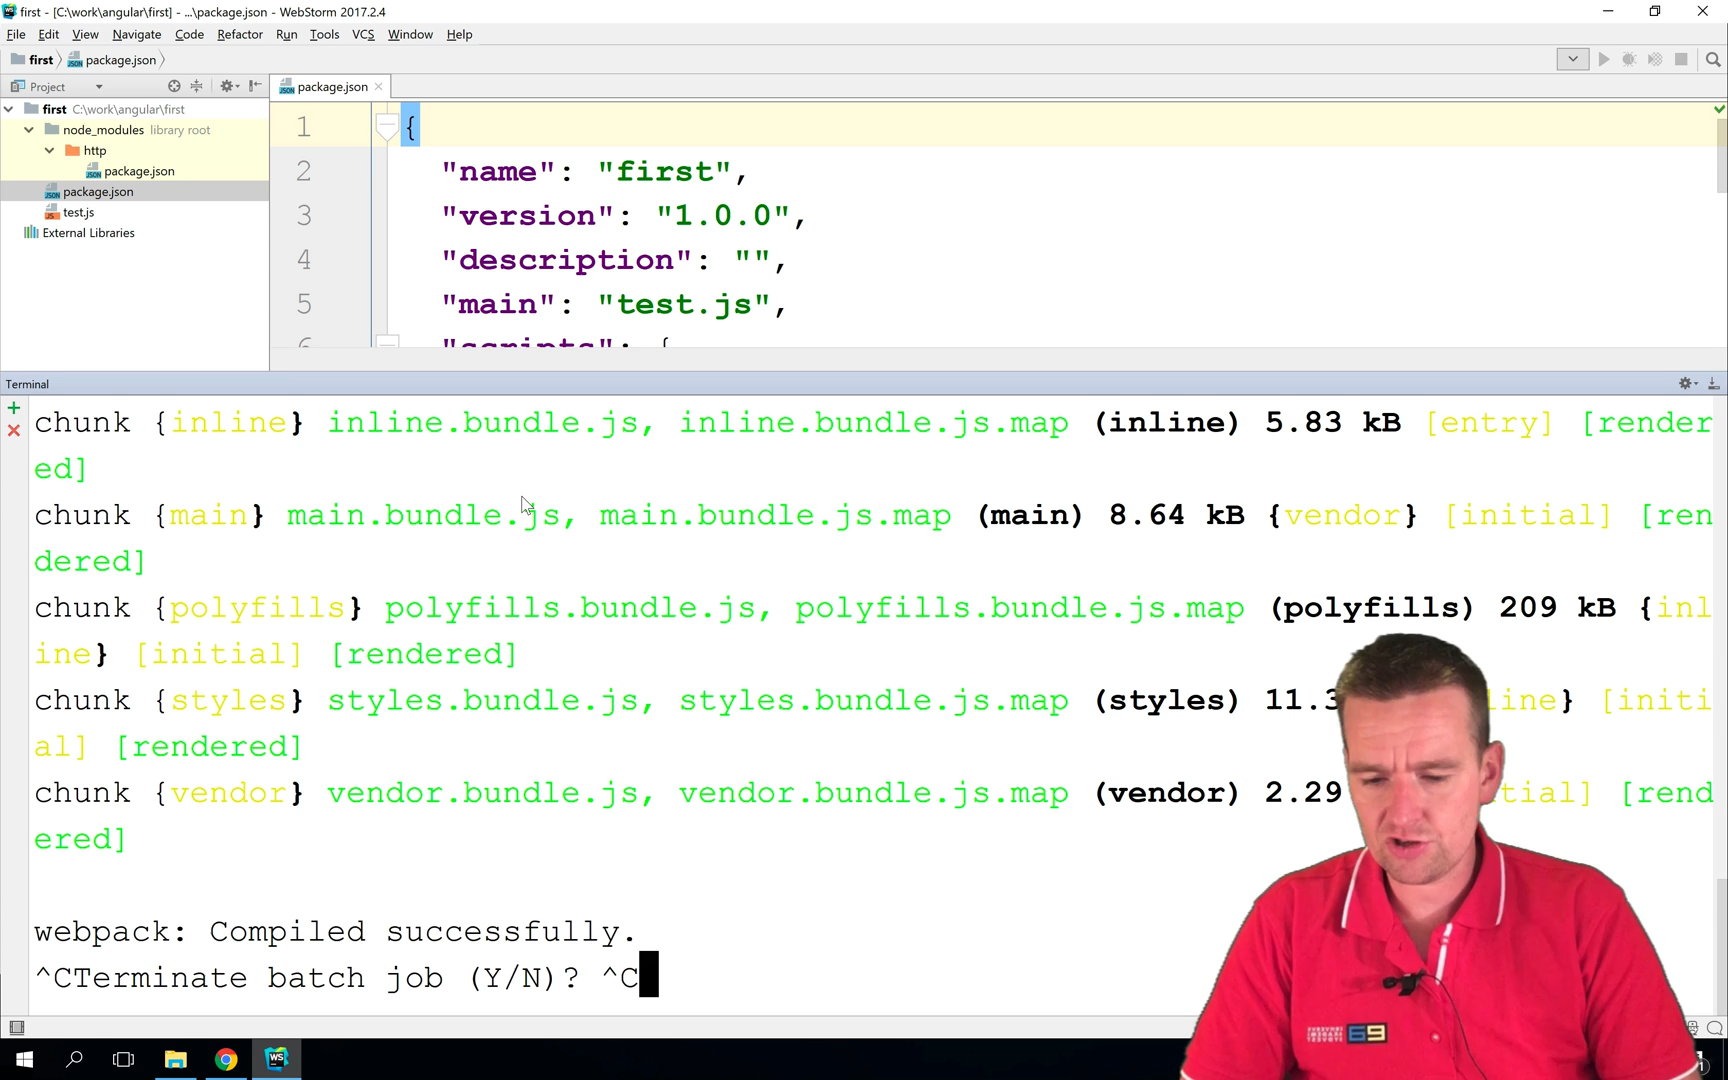 first - [C:\work\angular\first] - ...\package.json - WebStorm 2017.2.4
File Edit View Navigate Code Refactor Run Tools VCS Window Help
first package.json
Project
package.json
first C:\work\angular\first
node_modules library root
http
package.json
package.json
test.js
External Libraries
1 {
2 "name": "first",
3 "version": "1.0.0",
4 "description": "",
5 "main": "test.js",
6 "scripts": {
Terminal
chunk {inline} inline.bundle.js, inline.bundle.js.map (inline) 5.83 kB [entry] [render
ed]
chunk {main} main.bundle.js, main.bundle.js.map (main) 8.64 kB {vendor} [initial] [ren
dered]
chunk {polyfills} polyfills.bundle.js, polyfills.bundle.js.map (polyfills) 209 kB {inl
ine} [initial] [rendered]
chunk {styles} styles.bundle.js, styles.bundle.js.map (styles) 11.3 line} [initi
al] [rendered]
chunk {vendor} vendor.bundle.js, vendor.bundle.js.map (vendor) 2.29 tial] [rend
ered]
webpack: Compiled successfully.
^CTerminate batch job (Y/N)? ^C
WS